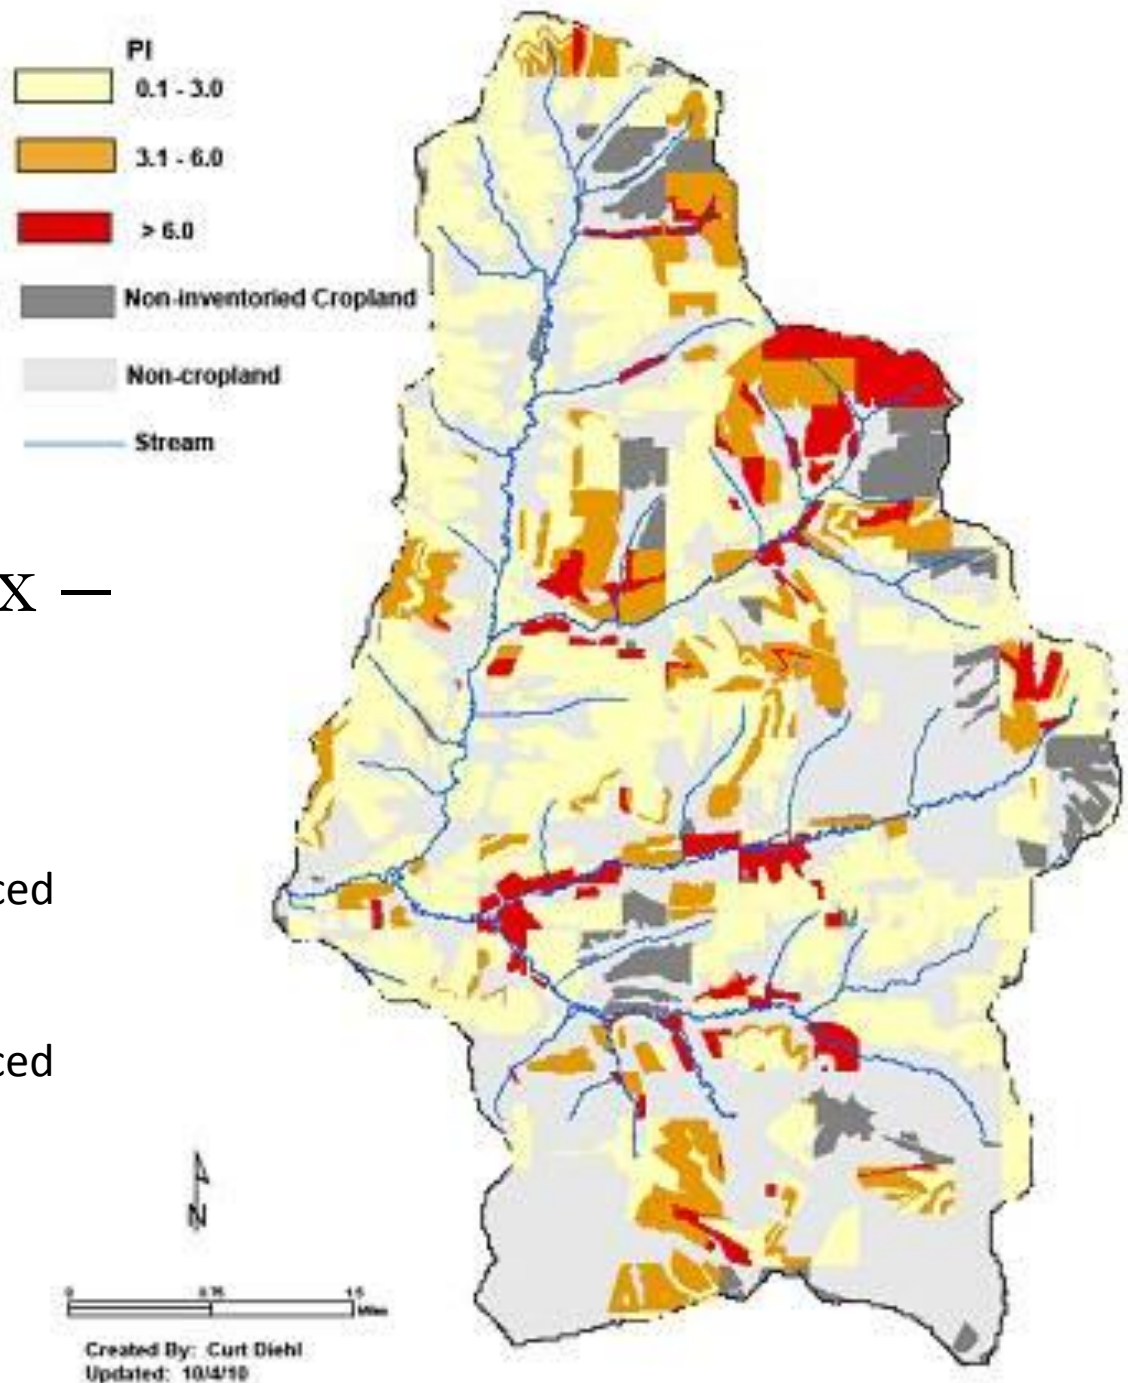 PI
0.1 - 3.0
3.1 - 6.0
> 6.0
Non-inventoried Cropland
Non-cropland
Stream
x —
ced
ced
N
0 0.75 1.5
Miles
Created By: Curt Diehl
Updated: 10/4/10